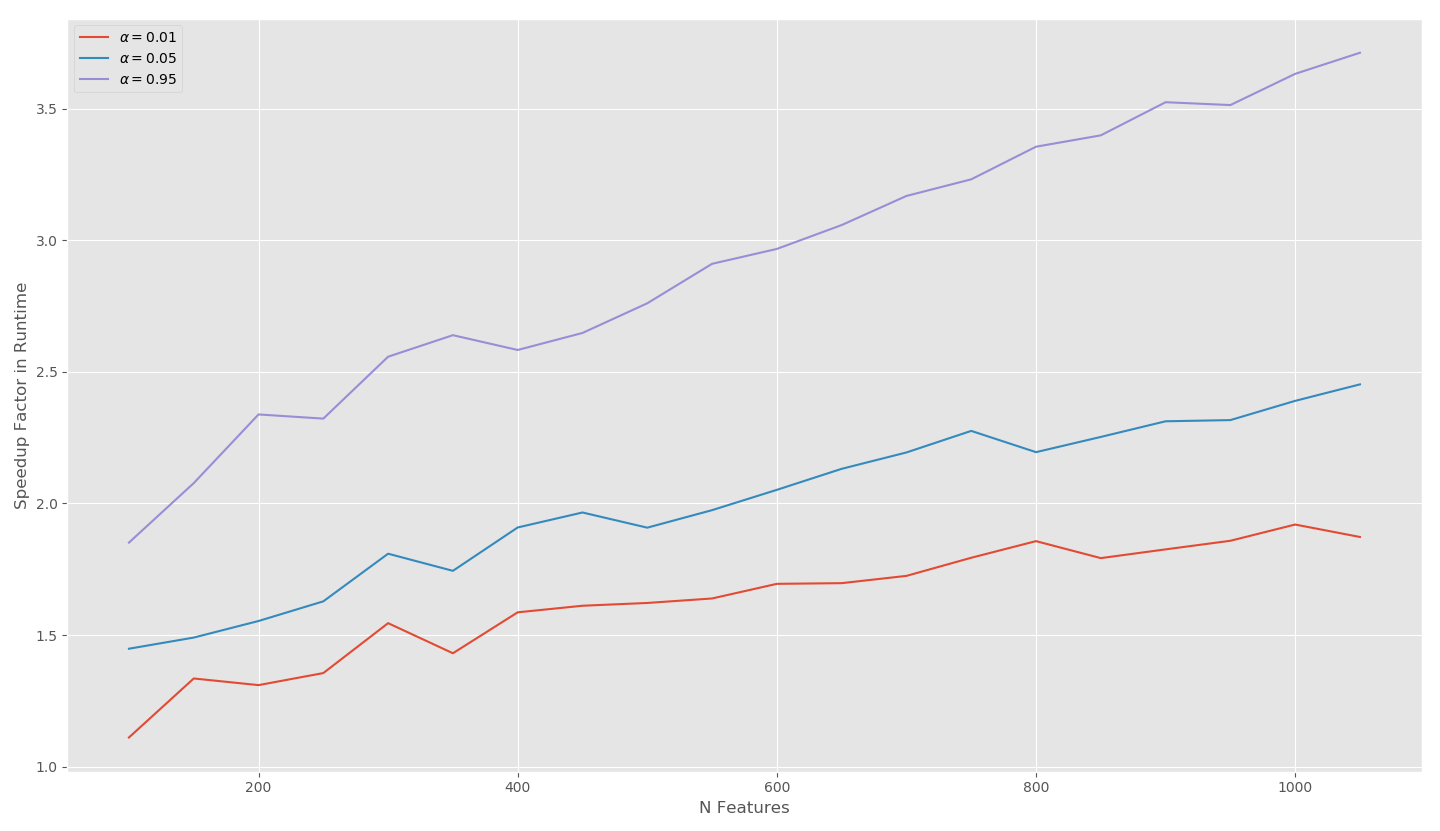 α = 0.01
α = 0.05
α = 0.95
3.5
3.0
2.5
2.0
1.5
1.0
Speedup Factor in Runtime
200 400 600 800 1000
N Features